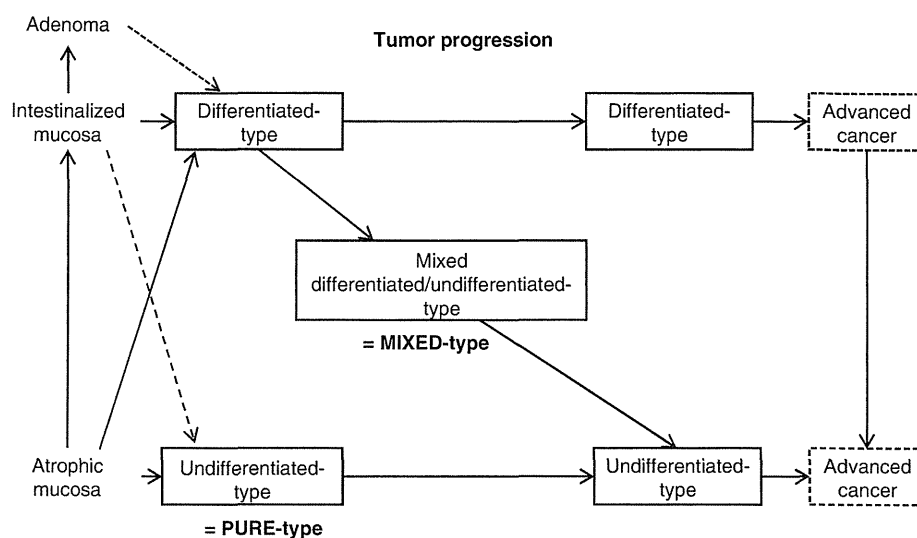 Adenoma
Tumor progression
Intestinalized
mucosa
Differentiated-
type
Differentiated-
type
Advanced
cancer
Mixed
differentiated/undifferentiated-
type
= MIXED-type
Atrophic
mucosa
Undifferentiated-
type
Undifferentiated-
type
Advanced
cancer
= PURE-type